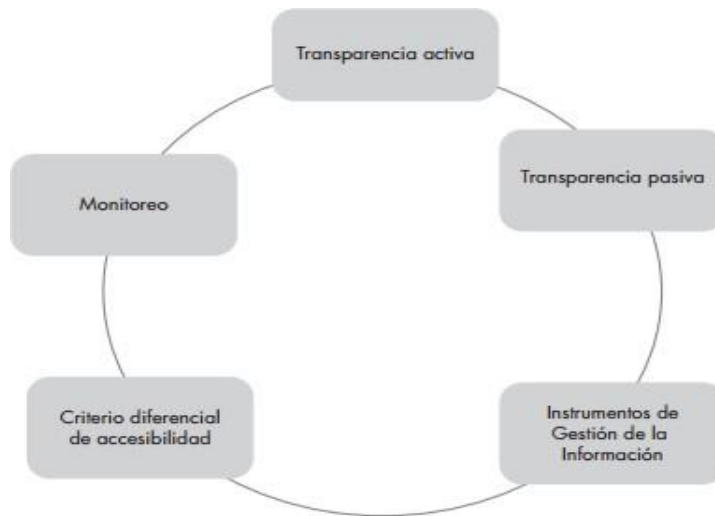 Transparencia activa
Transparencia pasiva
Instrumentos de
Gestión de la
Información
Criterio diferencial
de accesibilidad
Monitoreo